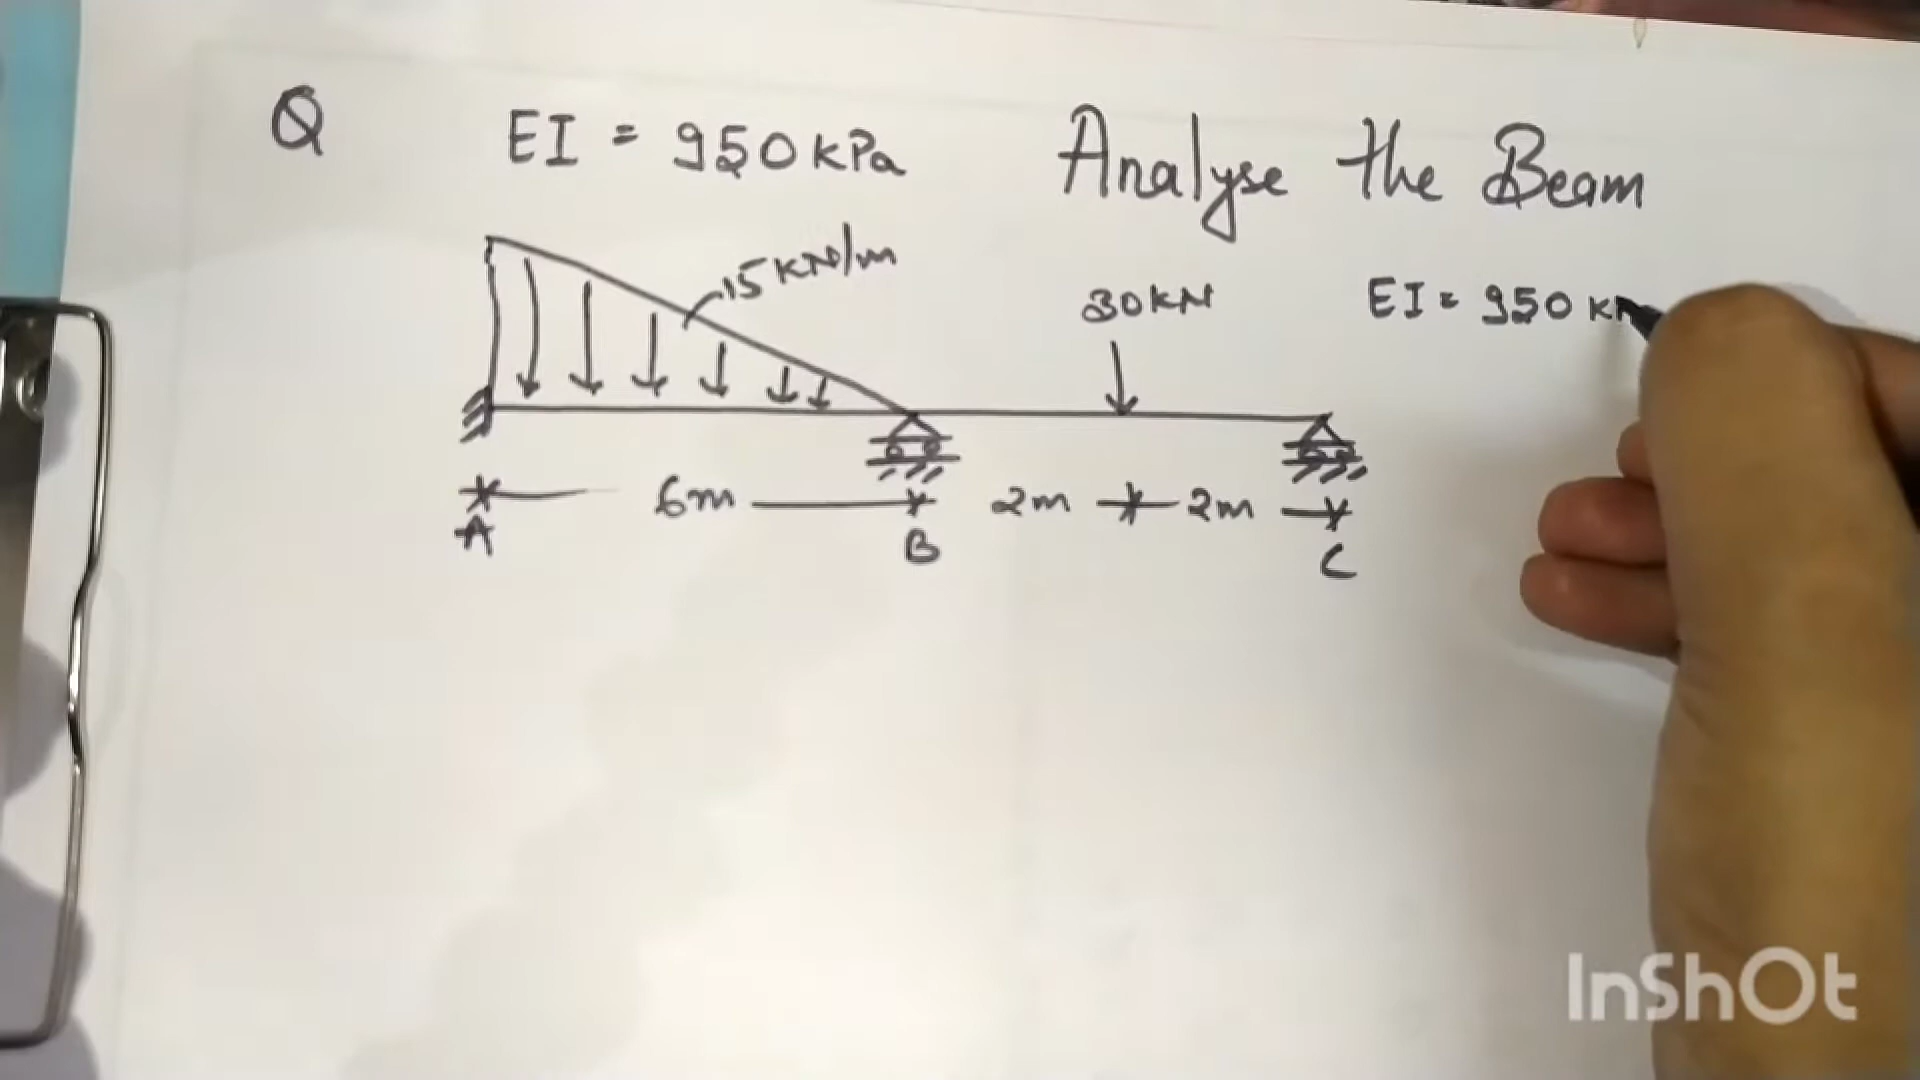 Q EI = 950 kPa Analyse the Beam
15 kN/m
30 kN EI = 950
6m 2m 2m
A B C
InShOt